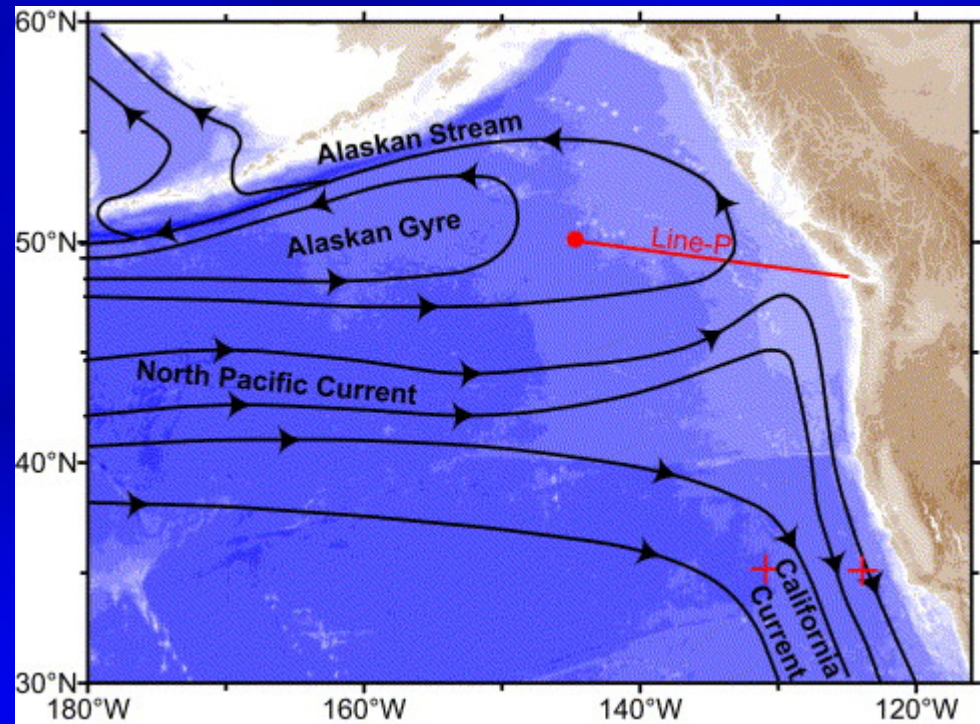 60°N
Alaskan Stream
50°N
Alaskan Gyre
Line-P
North Pacific Current
40°N
California
Current
30°N
180°W
160°W
140°W
120°W